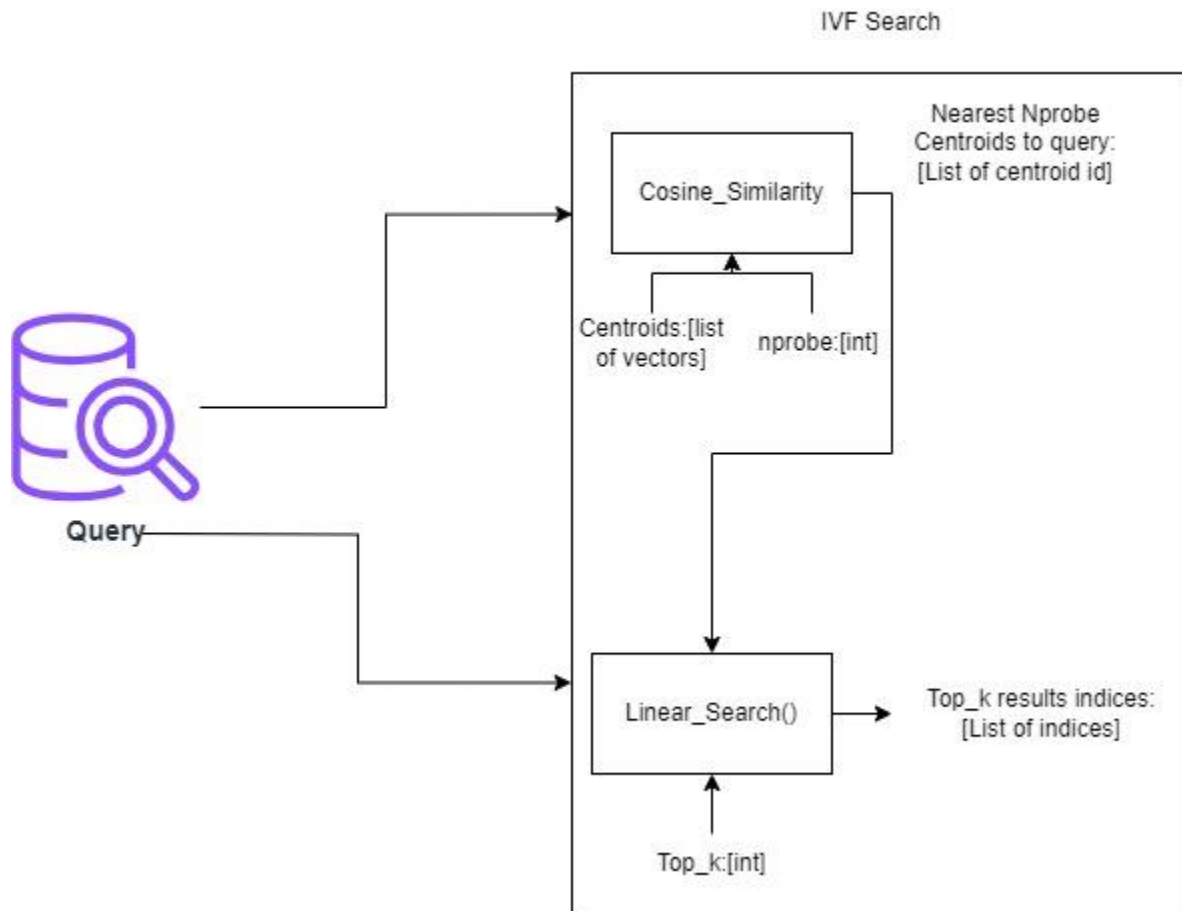 IVF Search
Nearest Nprobe
Centroids to query:
[List of centroid id]
Cosine_Similarity
Centroids:[list
of vectors]
nprobe:[int]
Query
Linear_Search()
Top_k results indices:
[List of indices]
Top_k:[int]